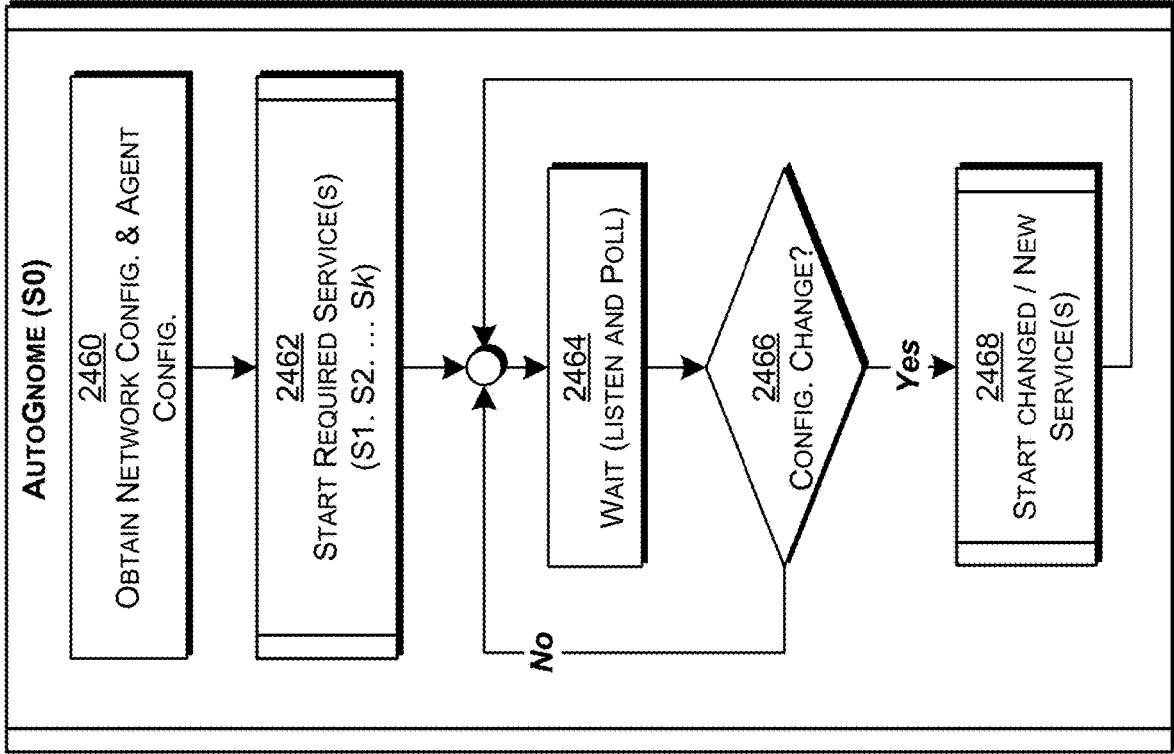 AUTOGNOME (S0)
2460
OBTAIN NETWORK CONFIG. & AGENT
CONFIG.
2462
START REQUIRED SERVICE(S)
(S1. S2. ... SK)
2464
WAIT (LISTEN AND POLL)
2466
CONFIG. CHANGE?
No
Yes
2468
START CHANGED / NEW
SERVICE(S)